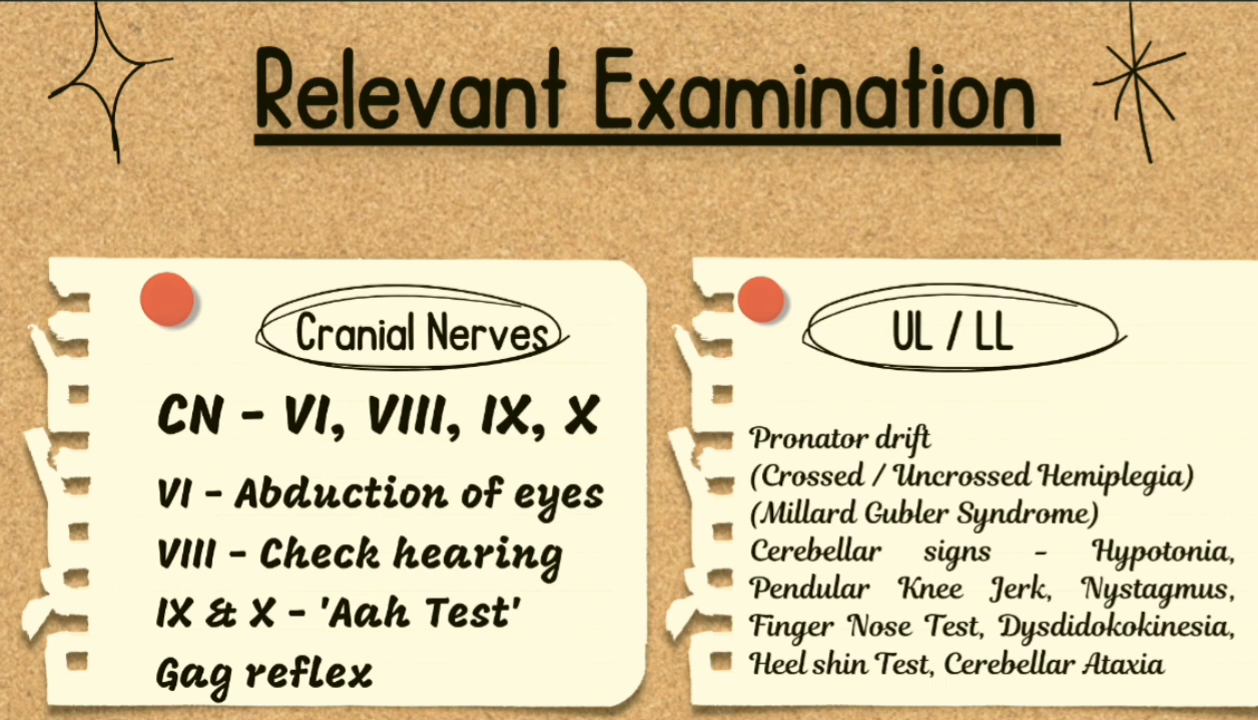 Relevant Examination
Cranial Nerves
CN - VI, VIII, IX, X
VI - Abduction of eyes
VIII - Check hearing
IX & X - 'Aah Test'
Gag reflex
UL / LL
Pronator drift
(Crossed / Uncrossed Hemiplegia)
(Millard Gubler Syndrome)
Cerebellar signs - Hypotonia,
Pendular Knee Jerk, Nystagmus,
Finger Nose Test, Dysdidokokinesia,
Heel shin Test, Cerebellar Ataxia